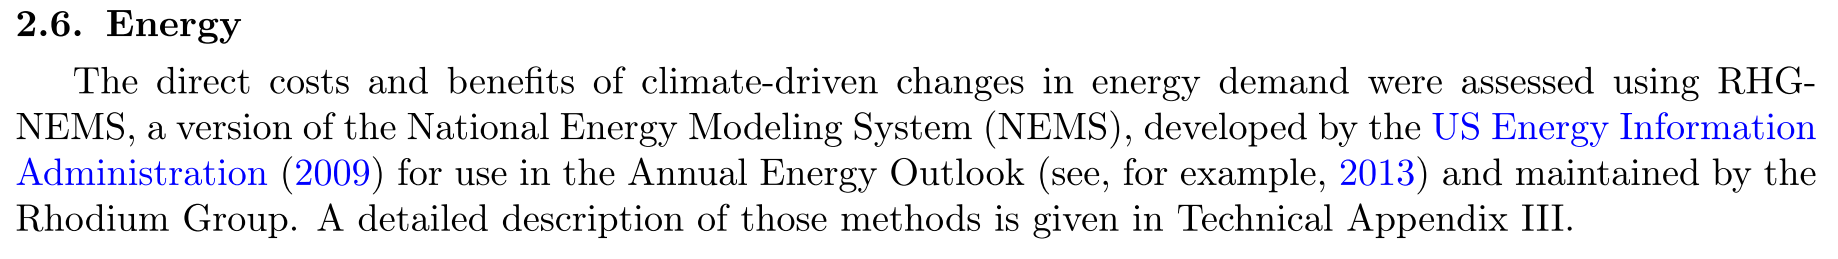 2.6. Energy
The direct costs and benefits of climate-driven changes in energy demand were assessed using RHG-
NEMS, a version of the National Energy Modeling System (NEMS), developed by the US Energy Information
Administration (2009) for use in the Annual Energy Outlook (see, for example, 2013) and maintained by the
Rhodium Group. A detailed description of those methods is given in Technical Appendix III.